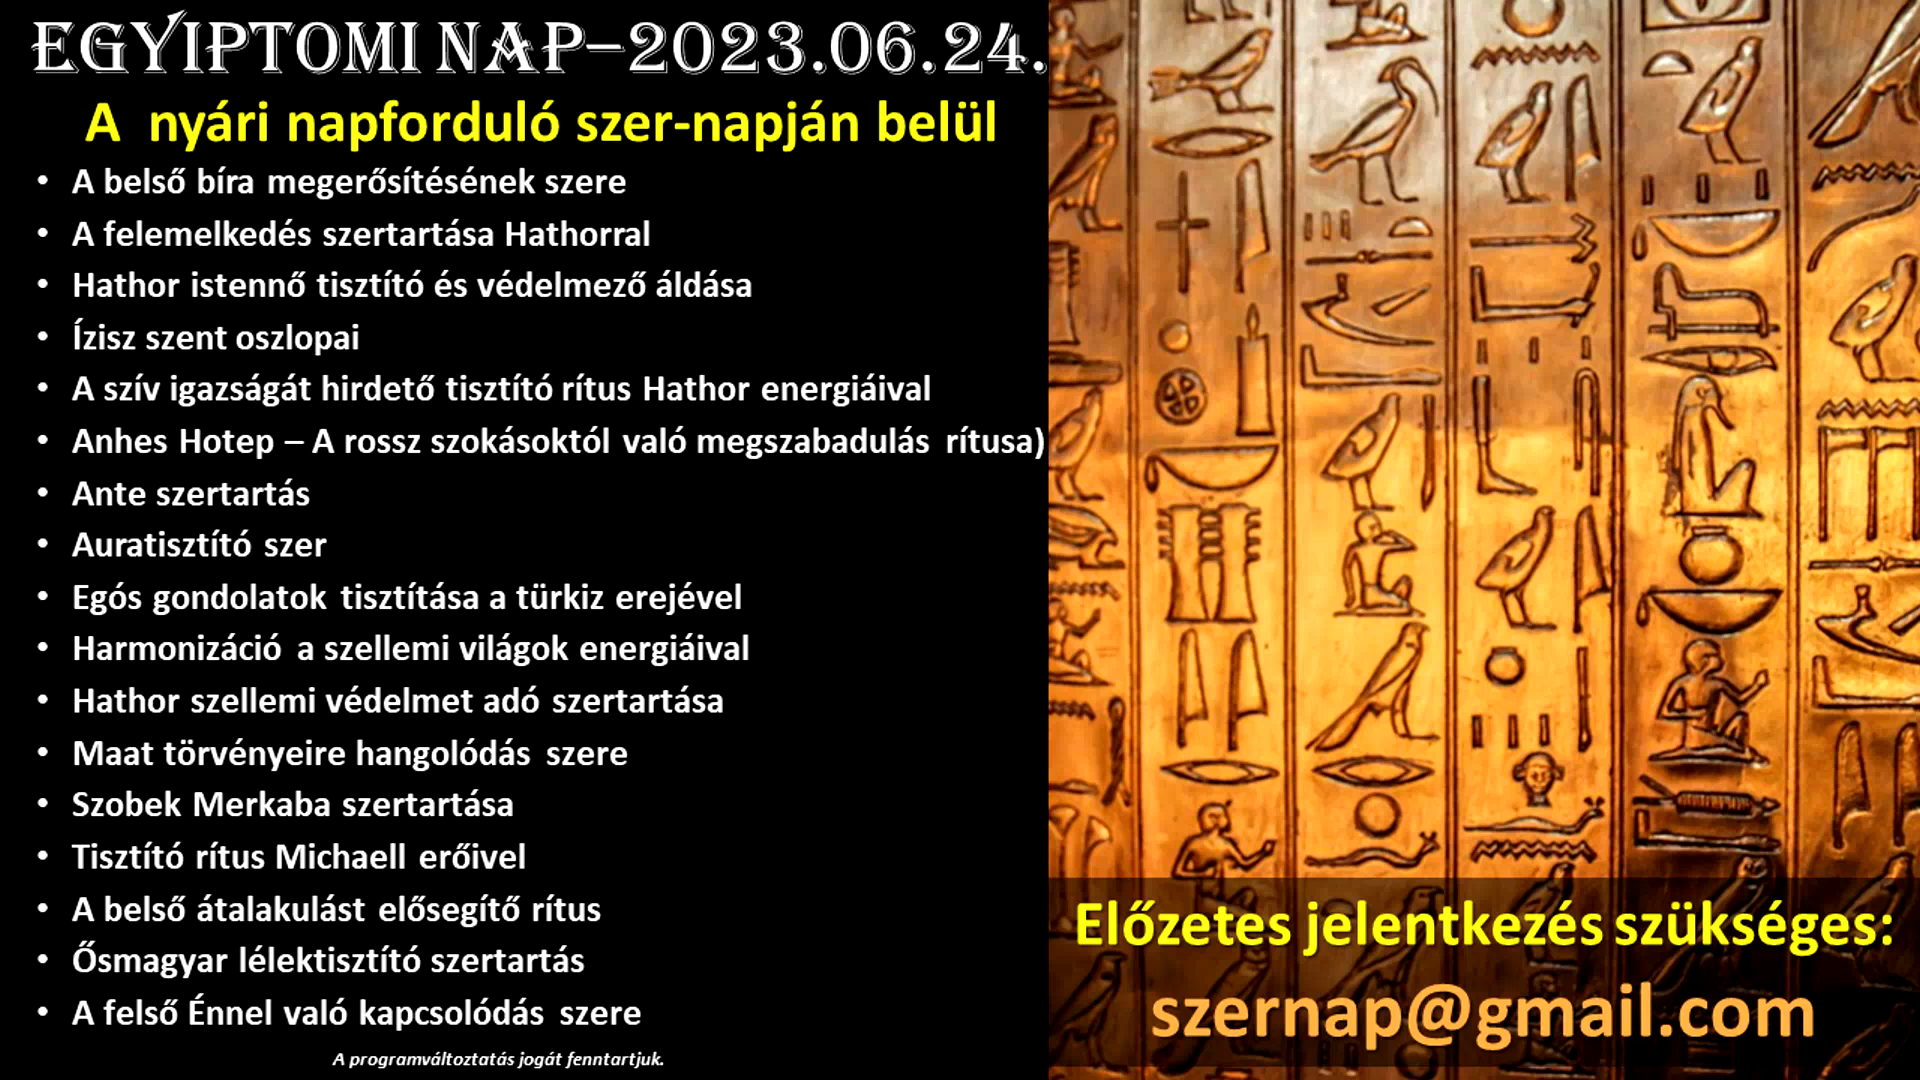 EGYIPTOMI NAP–2023.06.24.
A nyári napforduló szer-napján belül
• A belső bíra megerősítésének szere
• A felemelkedés szertartása Hathorral
• Hathor istennő tisztító és védelmező áldása
• Ízisz szent oszlopai
• A szív igazságát hirdető tisztító rítus Hathor energiáival
• Anhes Hotep – A rossz szokásoktól való megszabadulás rítusa)
• Ante szertartás
• Auratisztító szer
• Egós gondolatok tisztítása a türkiz erejével
• Harmonizáció a szellemi világok energiáival
• Hathor szellemi védelmet adó szertartása
• Maat törvényeire hangolódás szere
• Szobek Merkaba szertartása
• Tisztító rítus Michaell erőivel
• A belső átalakulást elősegítő rítus
• Ősmagyar lélektisztító szertartás
• A felső Énnel való kapcsolódás szere
A programváltoztatás jogát fenntartjuk.
Előzetes jelentkezés szükséges:
szernap@gmail.com